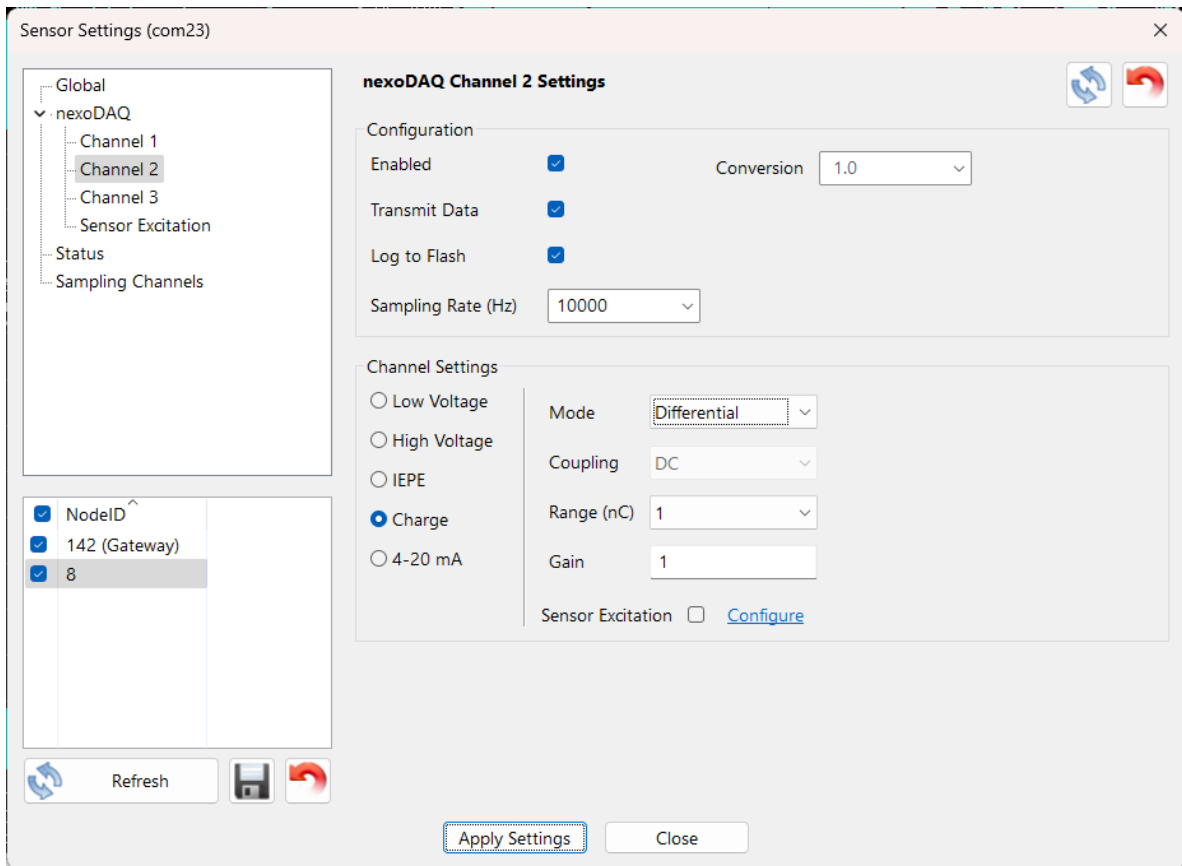 Sensor Settings (com23)
Global
nexoDAQ
Channel 1
Channel 2
Channel 3
Sensor Excitation
Status
Sampling Channels
NodeID
142 (Gateway)
8
Refresh
nexoDAQ Channel 2 Settings
Configuration
Enabled
Conversion 1.0
Transmit Data
Log to Flash
Sampling Rate (Hz) 10000
Channel Settings
Low Voltage
High Voltage
IEPE
Charge
4-20 mA
Mode Differential
Coupling DC
Range (nC) 1
Gain 1
Sensor Excitation Configure
Apply Settings Close